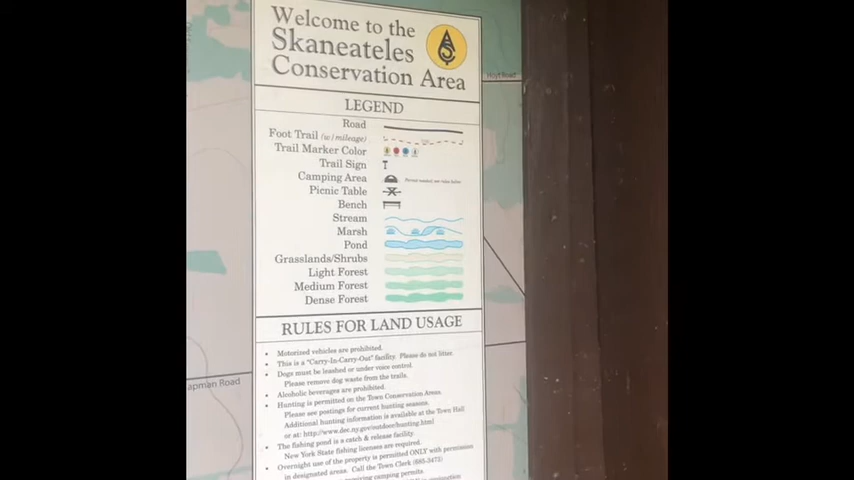 Welcome to the
Skaneateles
Conservation Area
Hoyt Road
LEGEND
Road
Foot Trail (w/mileage)
Trail Marker Color
Trail Sign
Camping Area
Picnic Table
Bench
Stream
Marsh
Pond
Grasslands/Shrubs
Light Forest
Medium Forest
Dense Forest
RULES FOR LAND USAGE
• Motorized vehicles are prohibited.
• This is a "Carry-In-Carry-Out" facility. Please do not litter.
• Dogs must be leashed or under voice control.
Please remove dog waste from the trails.
• Alcoholic beverages are prohibited.
• Hunting is permitted on the Town Conservation Areas.
Please see postings for current hunting seasons.
Additional hunting information is available at the Town Hall
or at: http://www.dec.ny.gov/outdoor/hunting.html
• The fishing pond is a catch & release facility.
New York State fishing licenses are required.
• Overnight use of the property is permitted ONLY with permission
in designated areas. Call the Town Clerk (685-3473)
camping permits.
apman Road